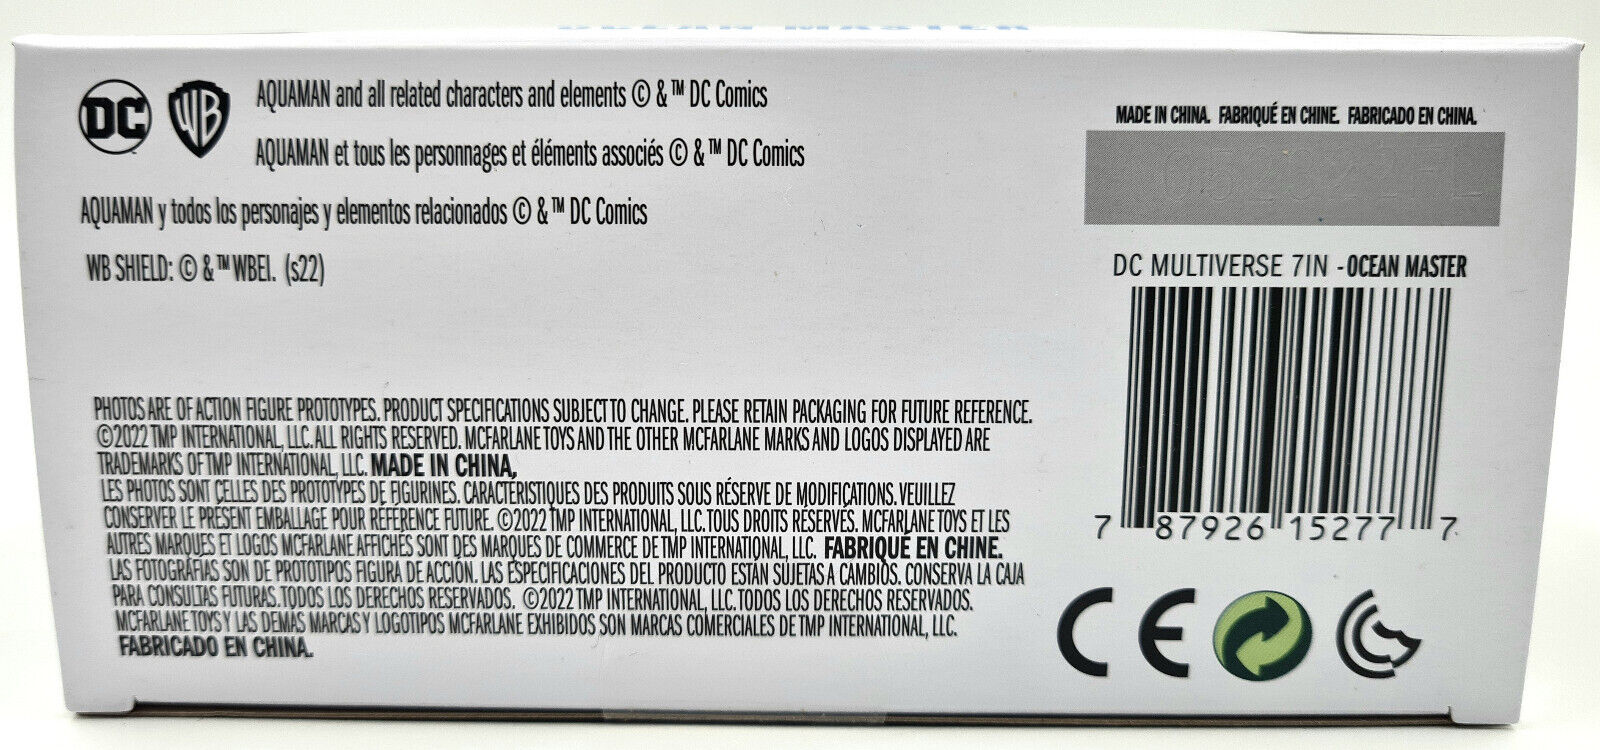 OCEAN MASTER
DC WB AQUAMAN and all related characters and elements © & ™ DC Comics
AQUAMAN et tous les personnages et éléments associés © & ™ DC Comics
AQUAMAN y todos los personajes y elementos relacionados © & ™ DC Comics
WB SHIELD: © & ™ WBEI. (s22)
PHOTOS ARE OF ACTION FIGURE PROTOTYPES. PRODUCT SPECIFICATIONS SUBJECT TO CHANGE. PLEASE RETAIN PACKAGING FOR FUTURE REFERENCE.
©2022 TMP INTERNATIONAL, LLC. ALL RIGHTS RESERVED. MCFARLANE TOYS AND THE OTHER MCFARLANE MARKS AND LOGOS DISPLAYED ARE
TRADEMARKS OF TMP INTERNATIONAL, LLC. MADE IN CHINA.
LES PHOTOS SONT CELLES DES PROTOTYPES DE FIGURINES. CARACTÉRISTIQUES DES PRODUITS SOUS RÉSERVE DE MODIFICATIONS. VEUILLEZ
CONSERVER LE PRÉSENT EMBALLAGE POUR RÉFÉRENCE FUTURE. ©2022 TMP INTERNATIONAL, LLC. TOUS DROITS RÉSERVÉS. MCFARLANE TOYS ET LES
AUTRES MARQUES ET LOGOS MCFARLANE AFFICHÉS SONT DES MARQUES DE COMMERCE DE TMP INTERNATIONAL, LLC. FABRIQUÉ EN CHINE.
LAS FOTOGRAFÍAS SON DE PROTOTIPOS FIGURA DE ACCIÓN. LAS ESPECIFICACIONES DEL PRODUCTO ESTÁN SUJETAS A CAMBIOS. CONSERVA LA CAJA
PARA CONSULTAS FUTURAS. TODOS LOS DERECHOS RESERVADOS. ©2022 TMP INTERNATIONAL, LLC. TODOS LOS DERECHOS RESERVADOS.
MCFARLANE TOYS Y LAS DEMÁS MARCAS Y LOGOTIPOS MCFARLANE EXHIBIDOS SON MARCAS COMERCIALES DE TMP INTERNATIONAL, LLC.
FABRICADO EN CHINA.
MADE IN CHINA. FABRIQUÉ EN CHINE. FABRICADO EN CHINA.
DC MULTIVERSE 7IN - OCEAN MASTER
7 87926 15277 7
CE